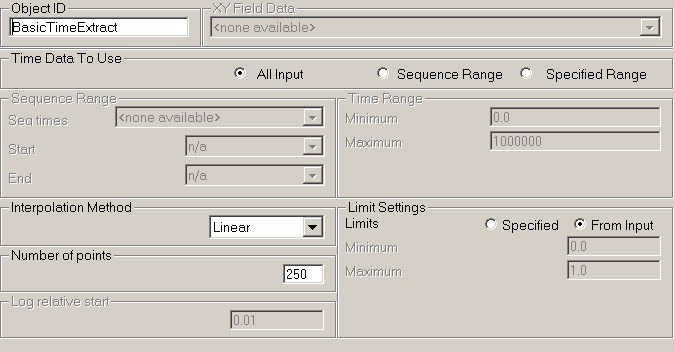 Object ID
XY Field Data
BasicTimeExtract
<none available>
Time Data To Use
All Input
Sequence Range
Specified Range
Sequence Range
Seq times
<none available>
Start
n/a
End
n/a
Time Range
Minimum
0.0
Maximum
1000000
Interpolation Method
Linear
Number of points
250
Log relative start
0.01
Limit Settings
Limits
Specified
From Input
Minimum
0.0
Maximum
1.0